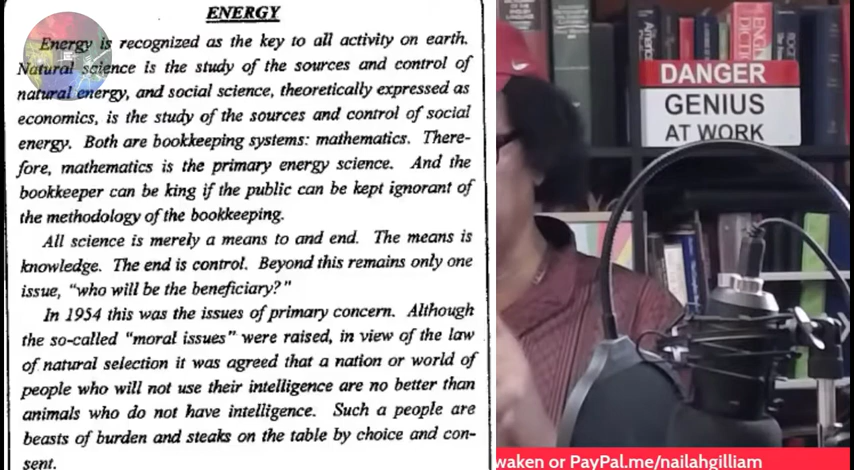 ENERGY
Energy is recognized as the key to all activity on earth.
Natural science is the study of the sources and control of
natural energy, and social science, theoretically expressed as
economics, is the study of the sources and control of social
energy. Both are bookkeeping systems: mathematics. There-
fore, mathematics is the primary energy science. And the
bookkeeper can be king if the public can be kept ignorant of
the methodology of the bookkeeping.
All science is merely a means to and end. The means is
knowledge. The end is control. Beyond this remains only one
issue, "who will be the beneficiary?"
In 1954 this was the issues of primary concern. Although
the so-called "moral issues" were raised, in view of the law
of natural selection it was agreed that a nation or world of
people who will not use their intelligence are no better than
animals who do not have intelligence. Such a people are
beasts of burden and steaks on the table by choice and con-
sent.
DANGER
GENIUS
AT WORK
waken or PayPal.me/nailahgilliam